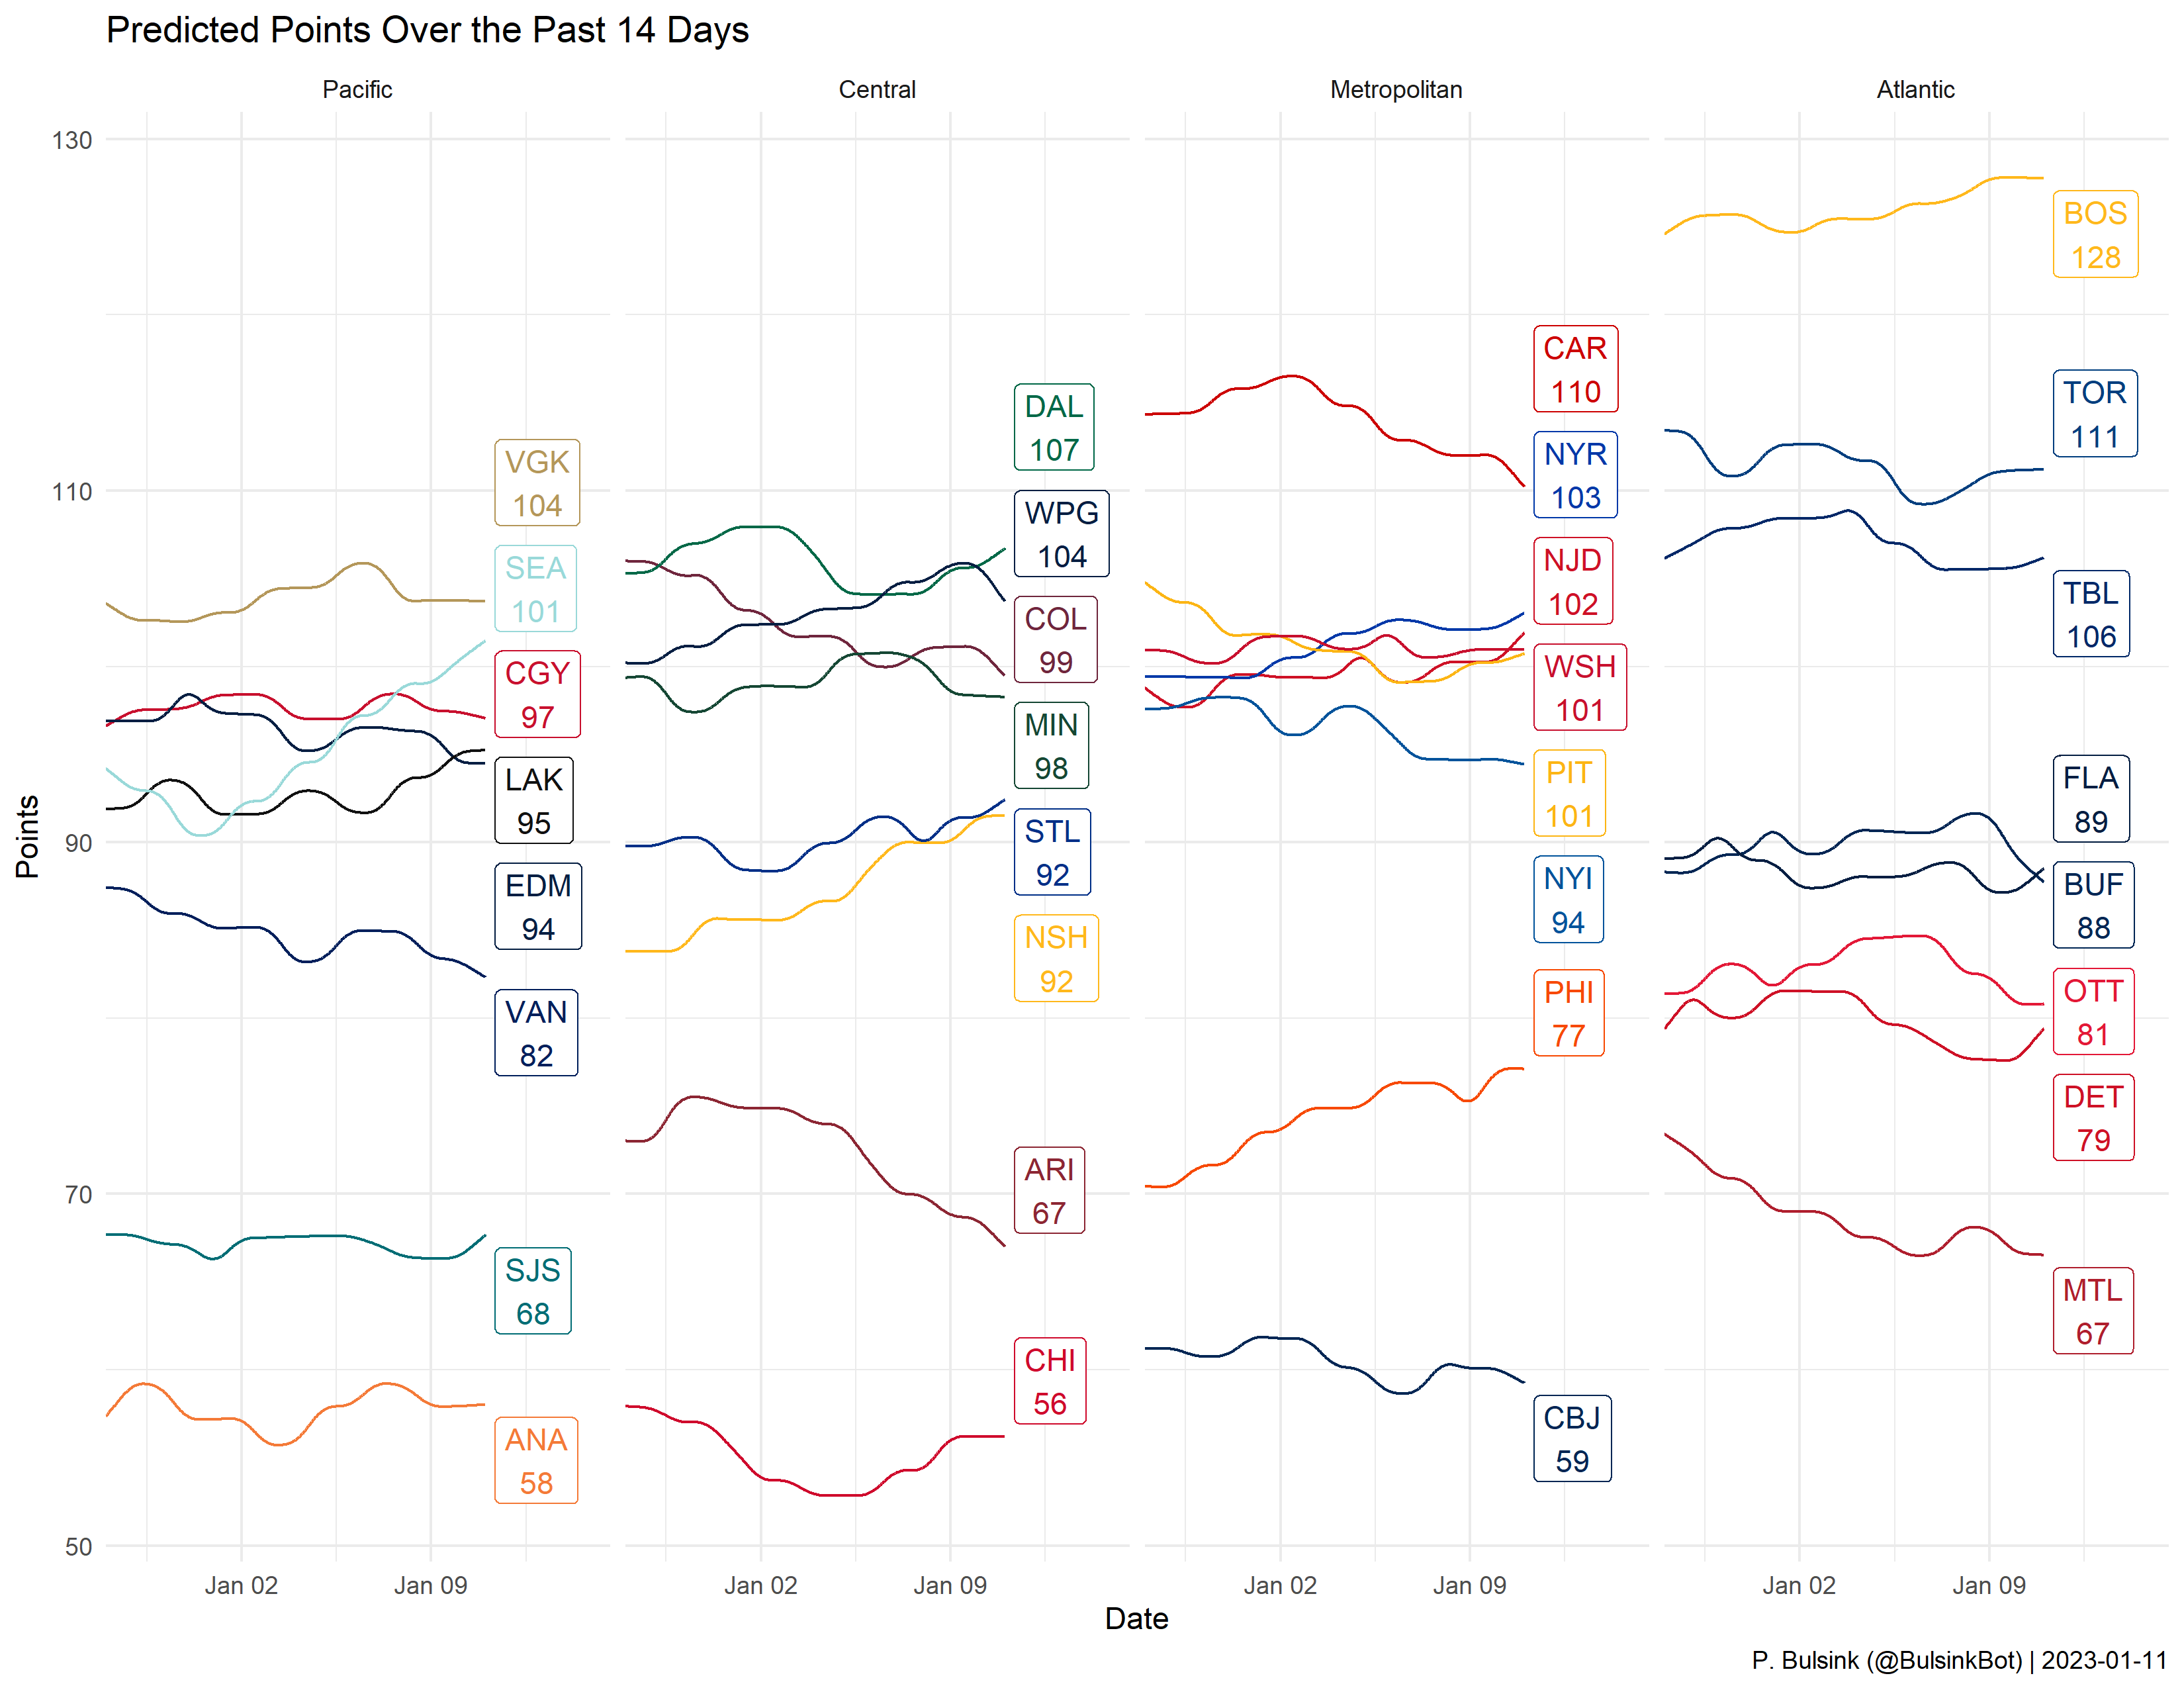 Predicted Points Over the Past 14 Days
Pacific
Central
Metropolitan
Atlantic
Points
130
110
90
70
50
VGK
104
SEA
101
CGY
97
LAK
95
EDM
94
VAN
82
SJS
68
ANA
58
DAL
107
WPG
104
COL
99
MIN
98
STL
92
NSH
92
ARI
67
CHI
56
CAR
110
NYR
103
NJD
102
WSH
101
PIT
101
NYI
94
PHI
77
CBJ
59
BOS
128
TOR
111
TBL
106
FLA
89
BUF
88
OTT
81
DET
79
MTL
67
Jan 02
Jan 09
Jan 02
Jan 09
Jan 02
Jan 09
Jan 02
Jan 09
Date
P. Bulsink (@BulsinkBot) | 2023-01-11